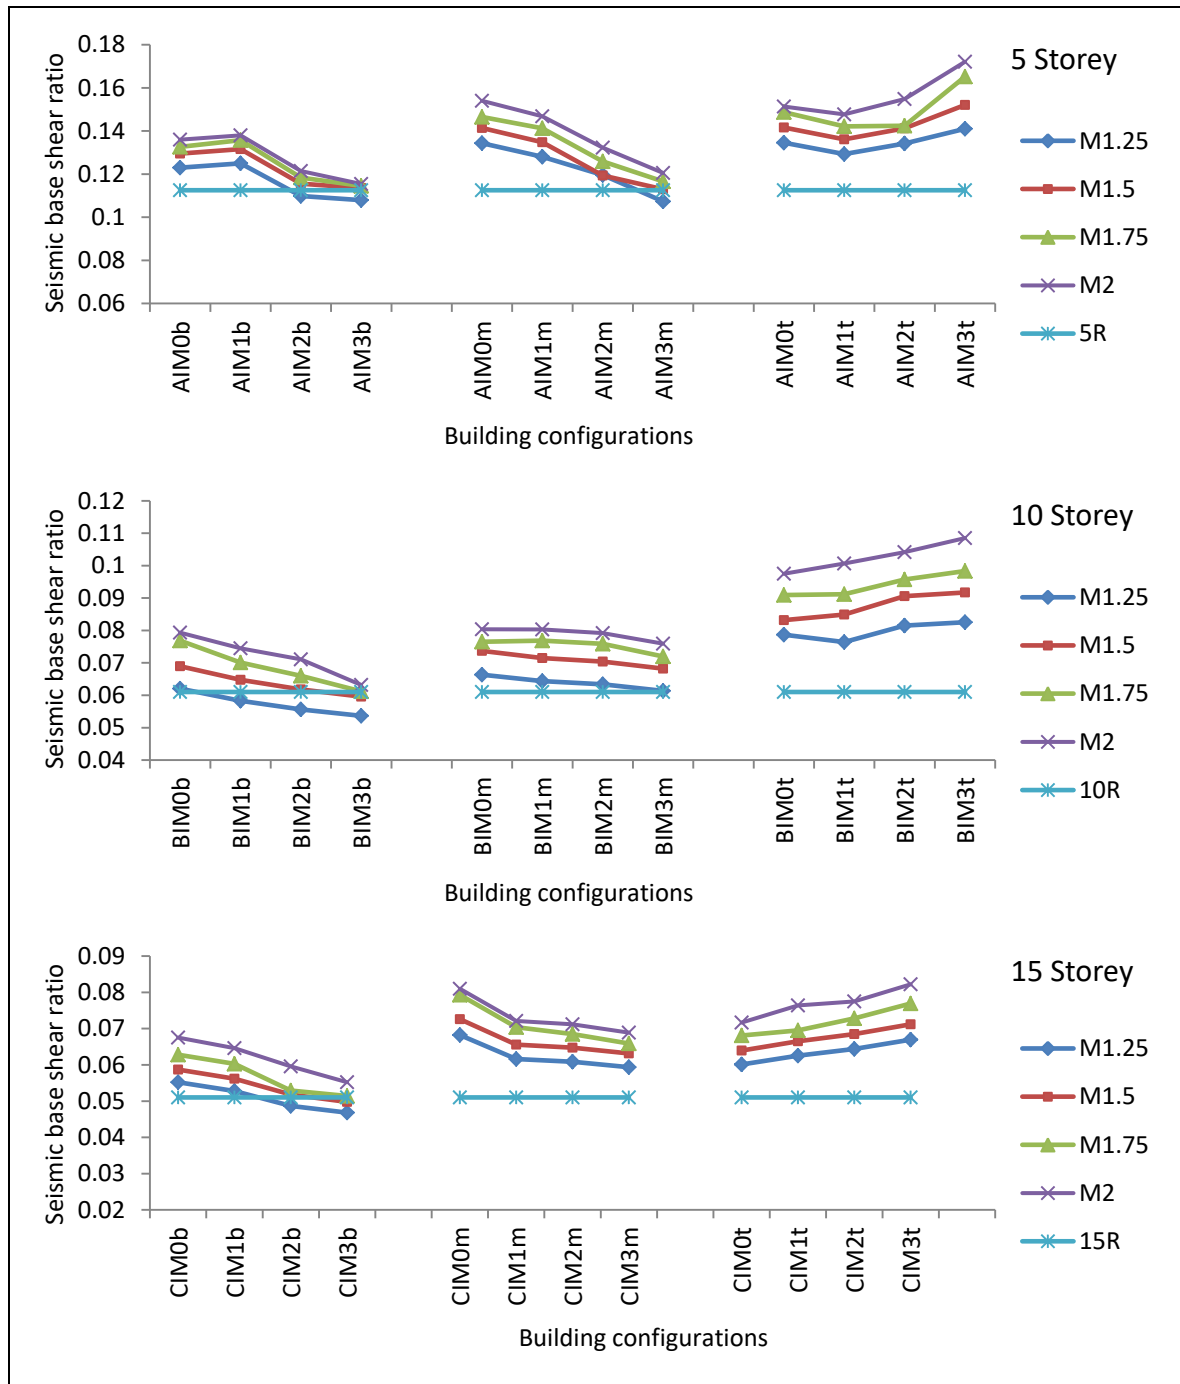 5 Storey
Seismic base shear ratio
0.18
0.16
0.14
0.12
0.1
0.08
0.06
AIM0b
AIM1b
AIM2b
AIM3b
AIM0m
AIM1m
AIM2m
AIM3m
AIM0t
AIM1t
AIM2t
AIM3t
Building configurations
M1.25
M1.5
M1.75
M2
5R
10 Storey
Seismic base shear ratio
0.12
0.11
0.1
0.09
0.08
0.07
0.06
0.05
0.04
BIM0b
BIM1b
BIM2b
BIM3b
BIM0m
BIM1m
BIM2m
BIM3m
BIM0t
BIM1t
BIM2t
BIM3t
Building configurations
M1.25
M1.5
M1.75
M2
10R
15 Storey
Seismic base shear ratio
0.09
0.08
0.07
0.06
0.05
0.04
0.03
0.02
CIM0b
CIM1b
CIM2b
CIM3b
CIM0m
CIM1m
CIM2m
CIM3m
CIM0t
CIM1t
CIM2t
CIM3t
Building configurations
M1.25
M1.5
M1.75
M2
15R